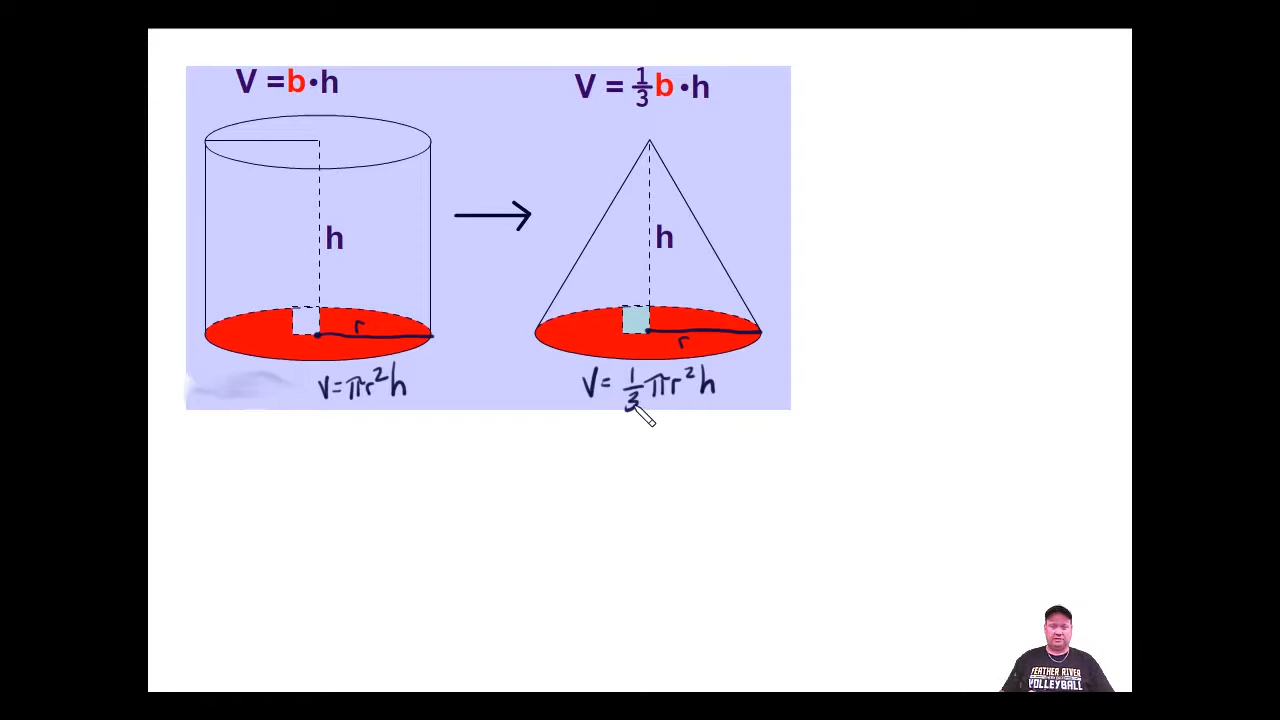 V = b • h
V = 1/3 b • h
h
h
r
r
V = πr²h
V = 1/3 πr²h
FEATHER RIVER
VOLLEYBALL